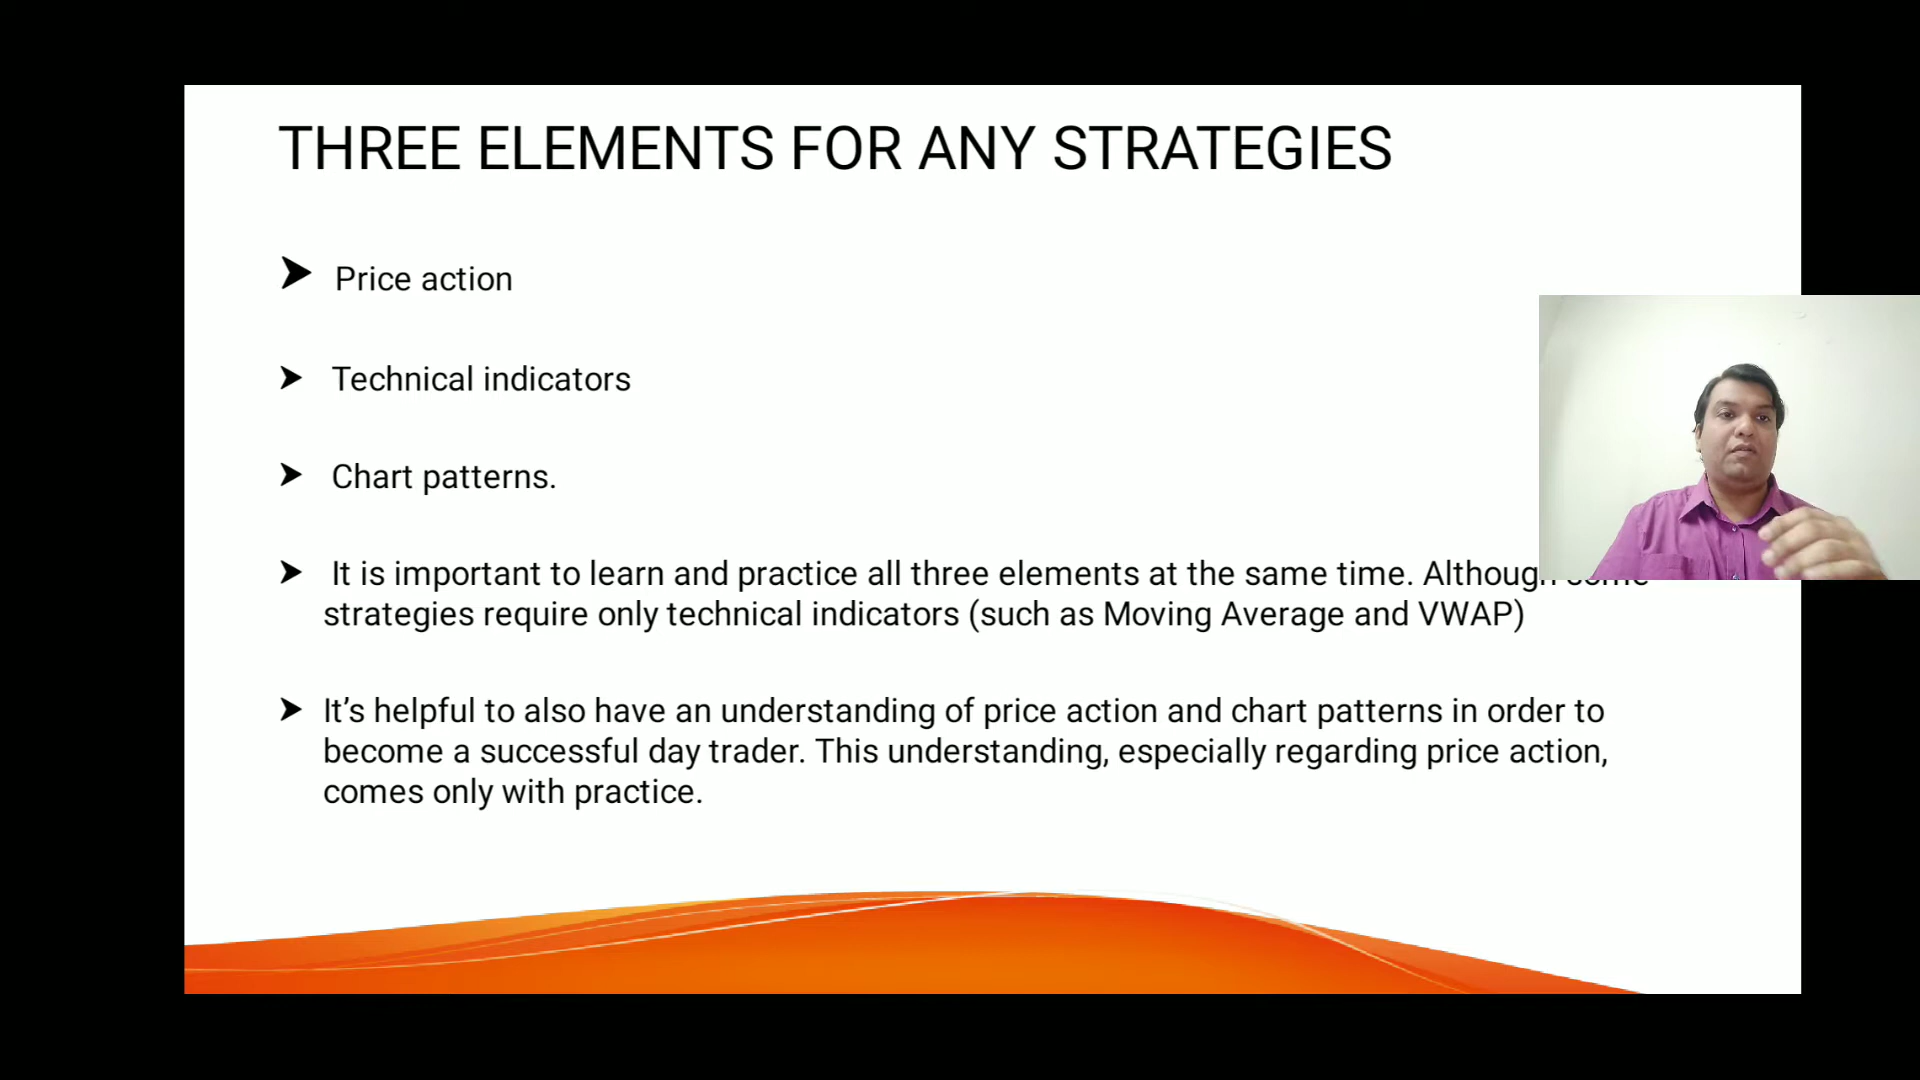 THREE ELEMENTS FOR ANY STRATEGIES
Price action
Technical indicators
Chart patterns.
It is important to learn and practice all three elements at the same time. Although some
strategies require only technical indicators (such as Moving Average and VWAP)
It’s helpful to also have an understanding of price action and chart patterns in order to
become a successful day trader. This understanding, especially regarding price action,
comes only with practice.